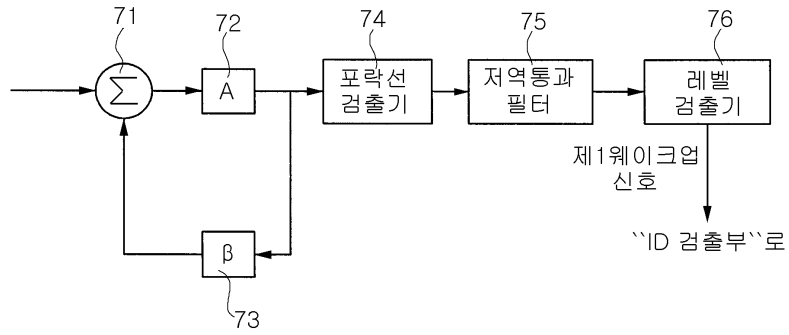 71
72
74
75
76
Σ
A
포락선
검출기
저역통과
필터
레벨
검출기
제1웨이크업
신호
β
73
``ID 검출부``로